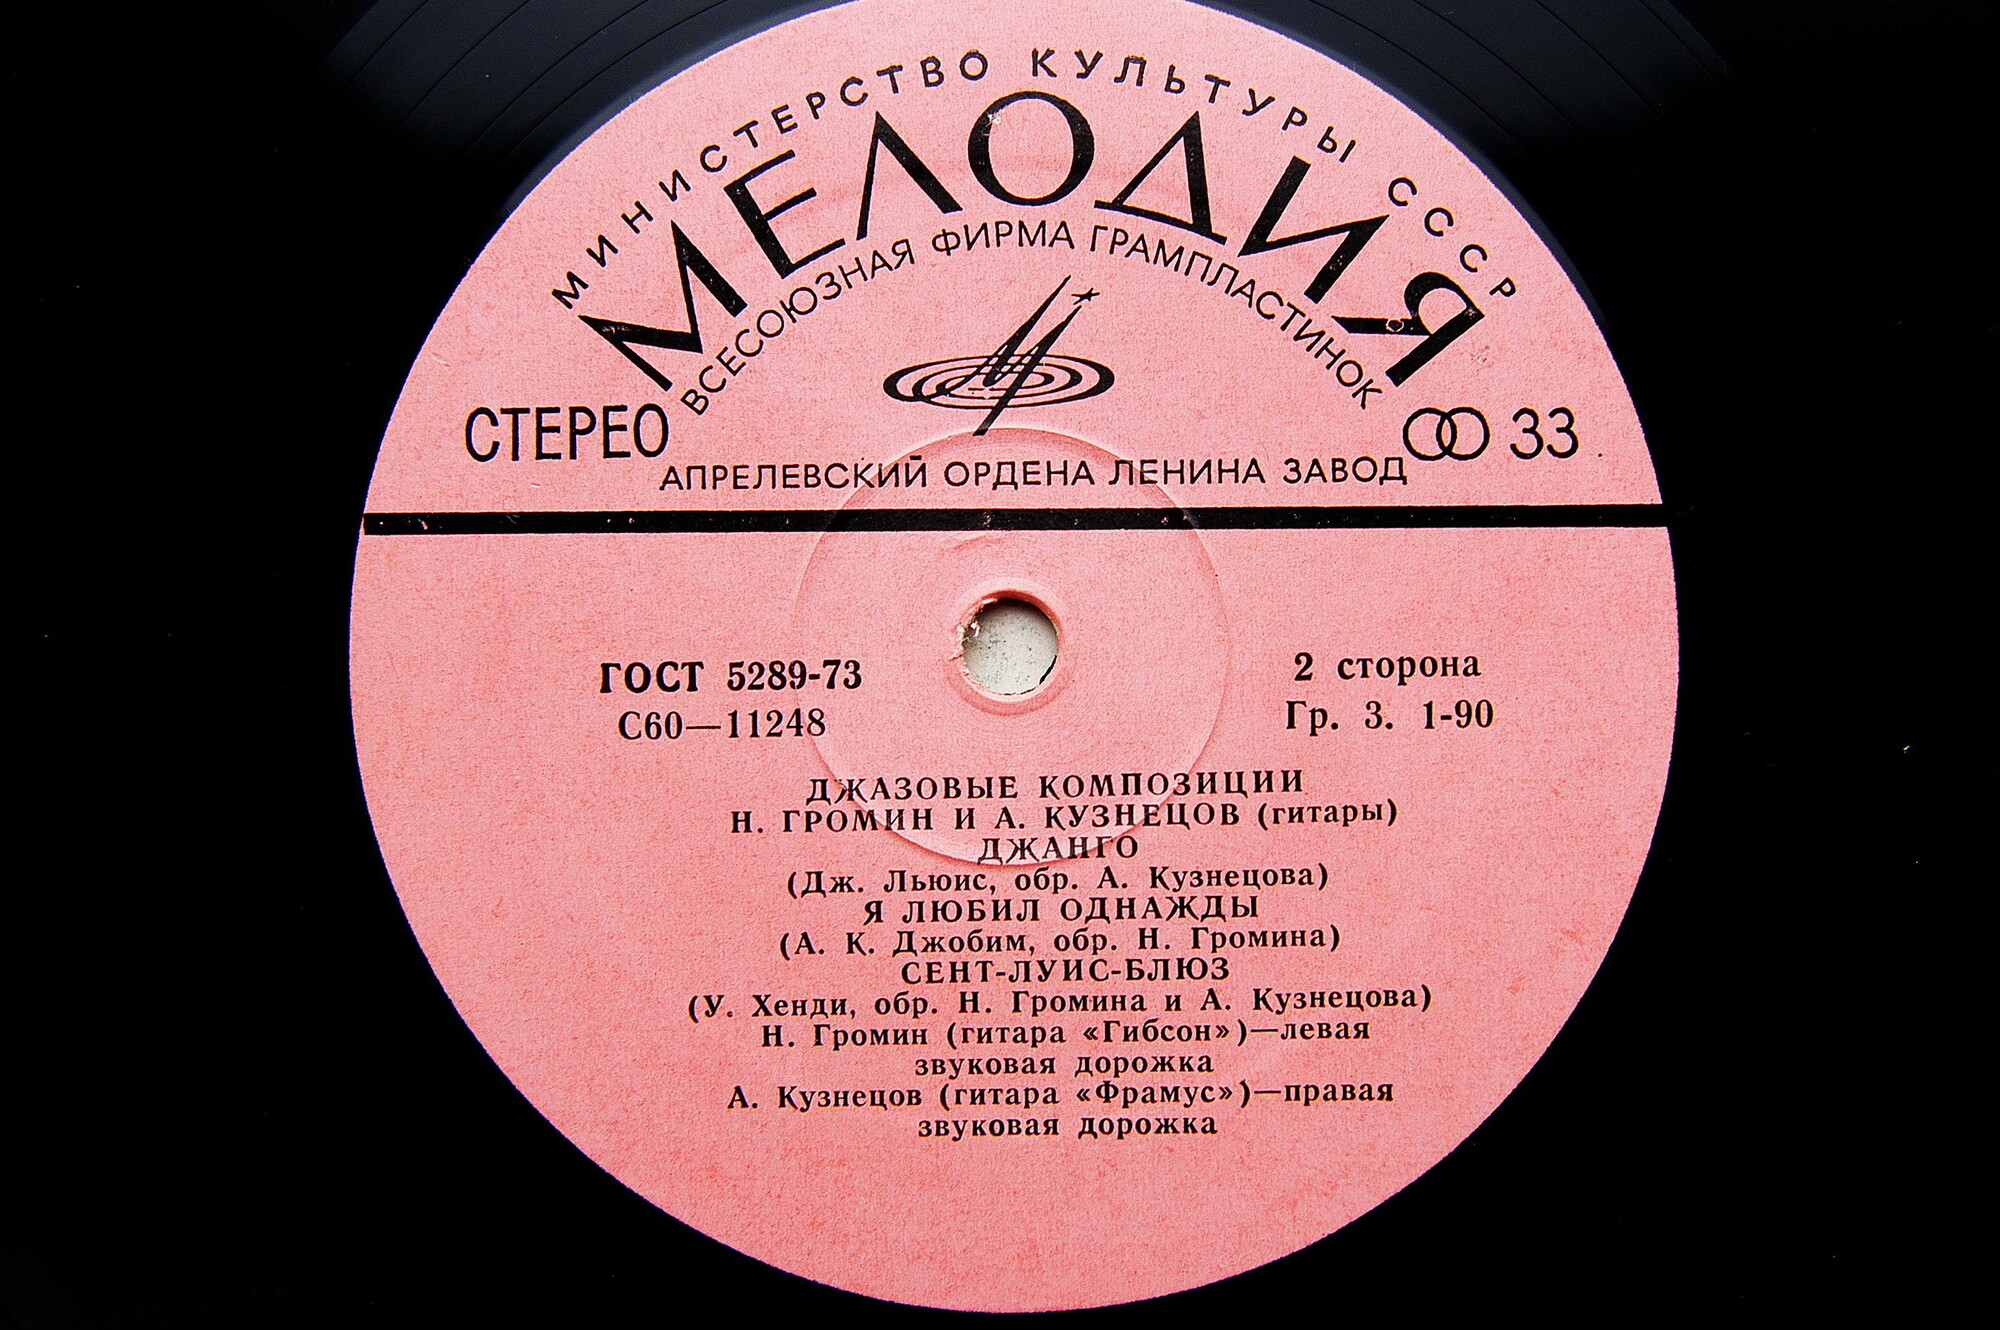 МИНИСТЕРСТВО КУЛЬТУРЫ СССР
МЕЛОДИЯ
ВСЕСОЮЗНАЯ ФИРМА ГРАМПЛАСТИНОК
СТЕРЕО
33
АПРЕЛЕВСКИЙ ОРДЕНА ЛЕНИНА ЗАВОД
ГОСТ 5289-73
С60—11248
2 сторона
Гр. 3. 1-90
ДЖАЗОВЫЕ КОМПОЗИЦИИ
Н. ГРОМИН И А. КУЗНЕЦОВ (гитары)
ДЖАНГО
(Дж. Льюис, обр. А. Кузнецова)
Я ЛЮБИЛ ОДНАЖДЫ
(А. К. Джобим, обр. Н. Громина)
СЕНТ-ЛУИС-БЛЮЗ
(У. Хенди, обр. Н. Громина и А. Кузнецова)
Н. Громин (гитара «Гибсон»)—левая
звуковая дорожка
А. Кузнецов (гитара «Фрамус»)—правая
звуковая дорожка